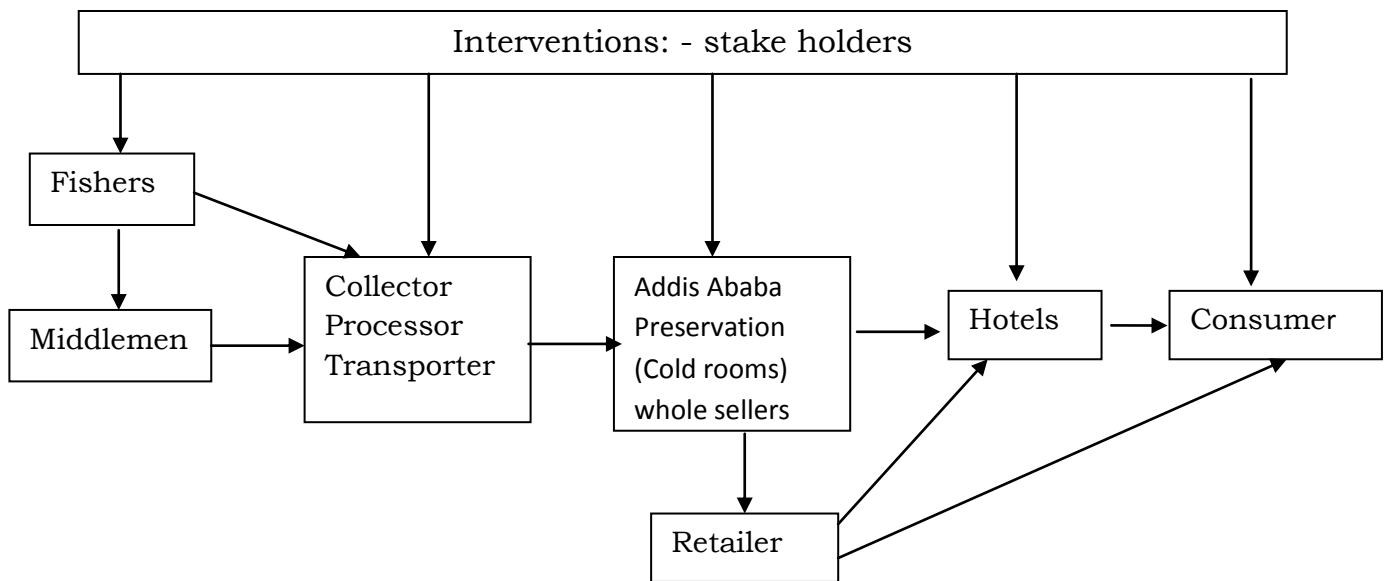 Interventions: - stake holders
Fishers
Middlemen
Collector
Processor
Transporter
Addis Ababa
Preservation
(Cold rooms)
whole sellers
Hotels
Consumer
Retailer